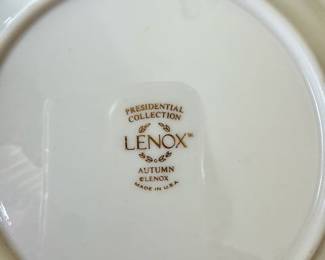 PRESIDENTIAL
COLLECTION
LENOX™
AUTUMN
©LENOX
MADE IN U.S.A.